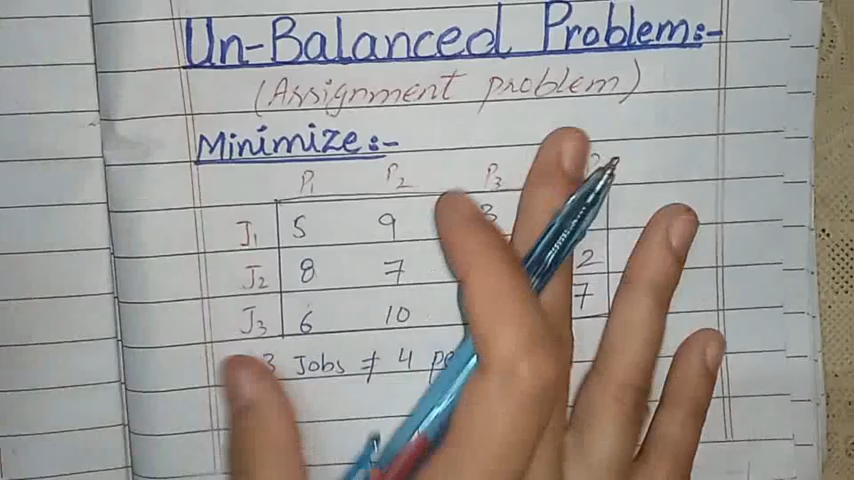 Un-Balanced Problem:-
(Assignment problem)
Minimize:-
P1 P2 P3
J1 5 9 3
J2 8 7 2
J3 6 10 7
3 Jobs ≠ 4